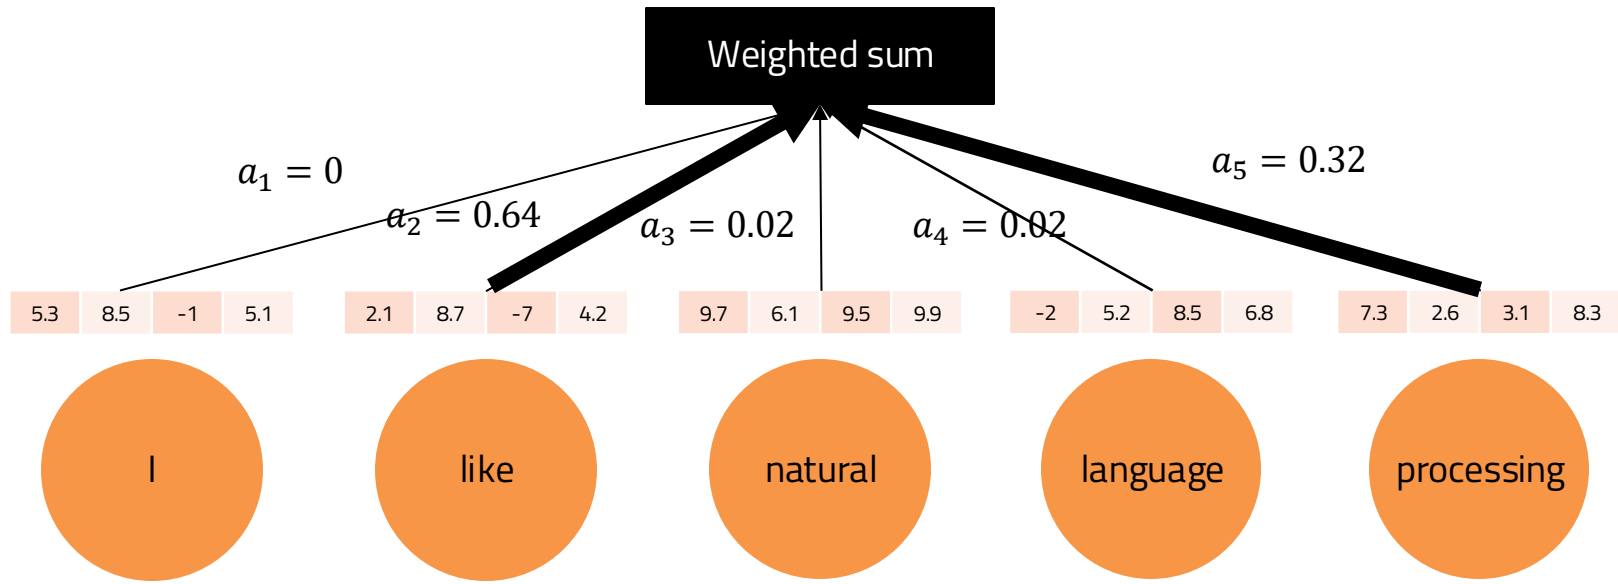 Weighted sum
a₁ = 0
a₂ = 0.64
a₃ = 0.02
a₄ = 0.02
a₅ = 0.32
5.3 8.5 -1 5.1
2.1 8.7 -7 4.2
9.7 6.1 9.5 9.9
-2 5.2 8.5 6.8
7.3 2.6 3.1 8.3
I
like
natural
language
processing